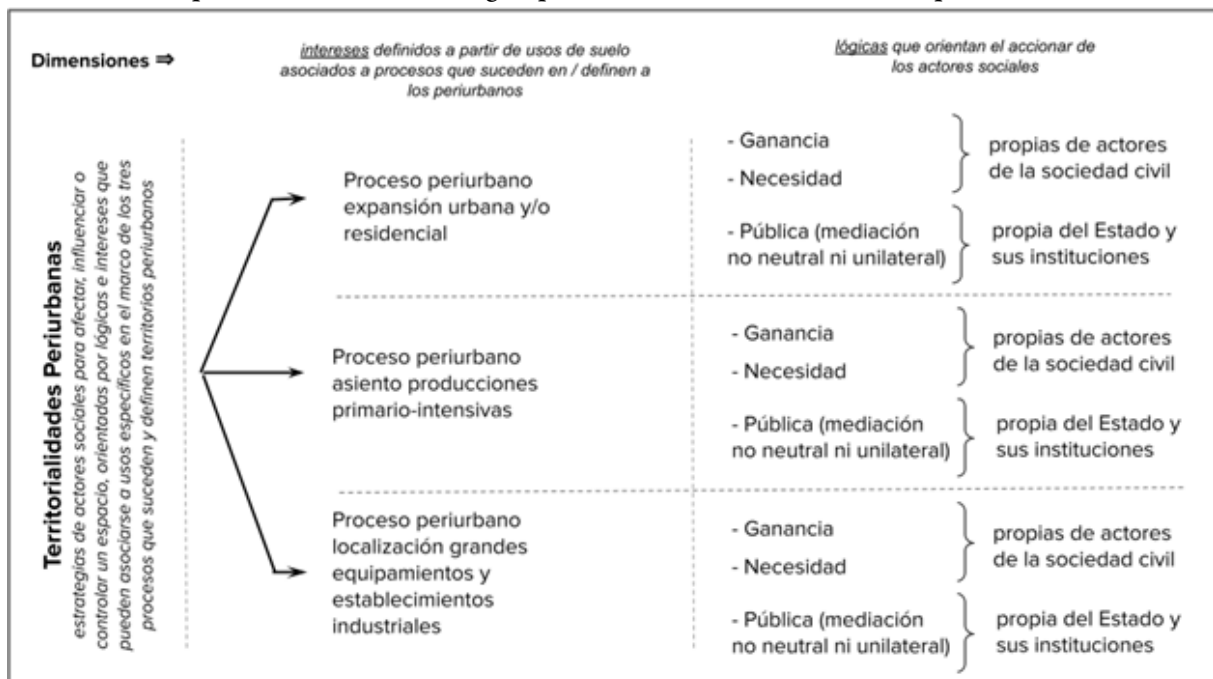 Dimensiones ⇒
intereses definidos a partir de usos de suelo
asociados a procesos que suceden en / definen a
los periurbanos
lógicas que orientan el accionar de
los actores sociales
Territorialidades Periurbanas
estrategias de actores sociales para afectar, influenciar o
controlar un espacio, orientadas por lógicas e intereses que
pueden asociarse a usos específicos en el marco de los tres
procesos que suceden y definen territorios periurbanos
Proceso periurbano
expansión urbana y/o
residencial
- Ganancia
- Necesidad
propias de actores
de la sociedad civil
- Pública (mediación
no neutral ni unilateral)
propia del Estado y
sus instituciones
Proceso periurbano
asiento producciones
primario-intensivas
- Ganancia
- Necesidad
propias de actores
de la sociedad civil
- Pública (mediación
no neutral ni unilateral)
propia del Estado y
sus instituciones
Proceso periurbano
localización grandes
equipamientos y
establecimientos
industriales
- Ganancia
- Necesidad
propias de actores
de la sociedad civil
- Pública (mediación
no neutral ni unilateral)
propia del Estado y
sus instituciones